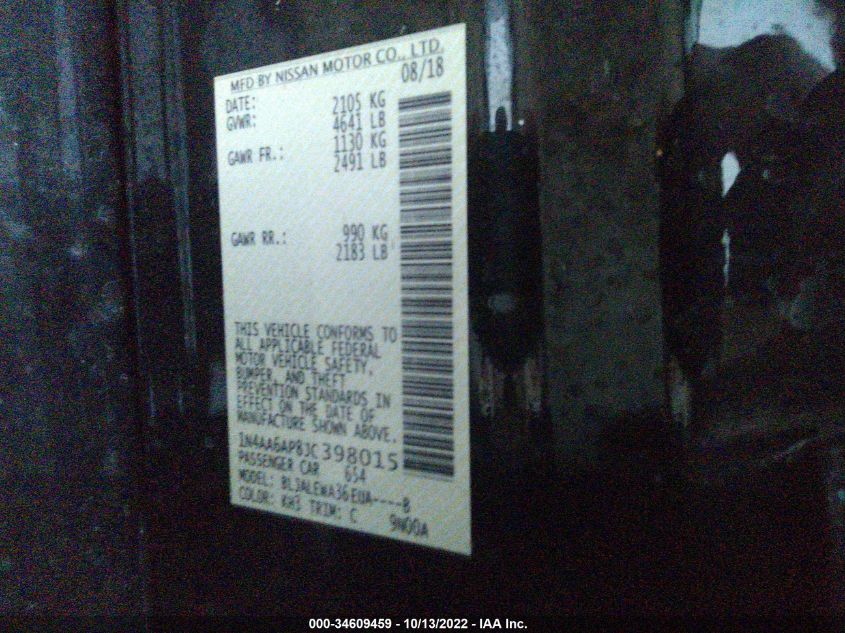 MFD BY NISSAN MOTOR CO., LTD.
DATE: 08/18
GVWR: 2105 KG
4641 LB
GAWR FR.: 1130 KG
2491 LB
GAWR RR.: 990 KG
2183 LB
THIS VEHICLE CONFORMS TO
ALL APPLICABLE FEDERAL
MOTOR VEHICLE SAFETY,
BUMPER, AND THEFT
PREVENTION STANDARDS IN
EFFECT ON THE DATE OF
MANUFACTURE SHOWN ABOVE.
1N4AA6AP8JC398015
PASSENGER CAR 654
MODEL: BL3ALEWA36EUA-----B
COLOR: KH3 TRIM: C 9N00A
000-34609459 - 10/13/2022 - IAA Inc.